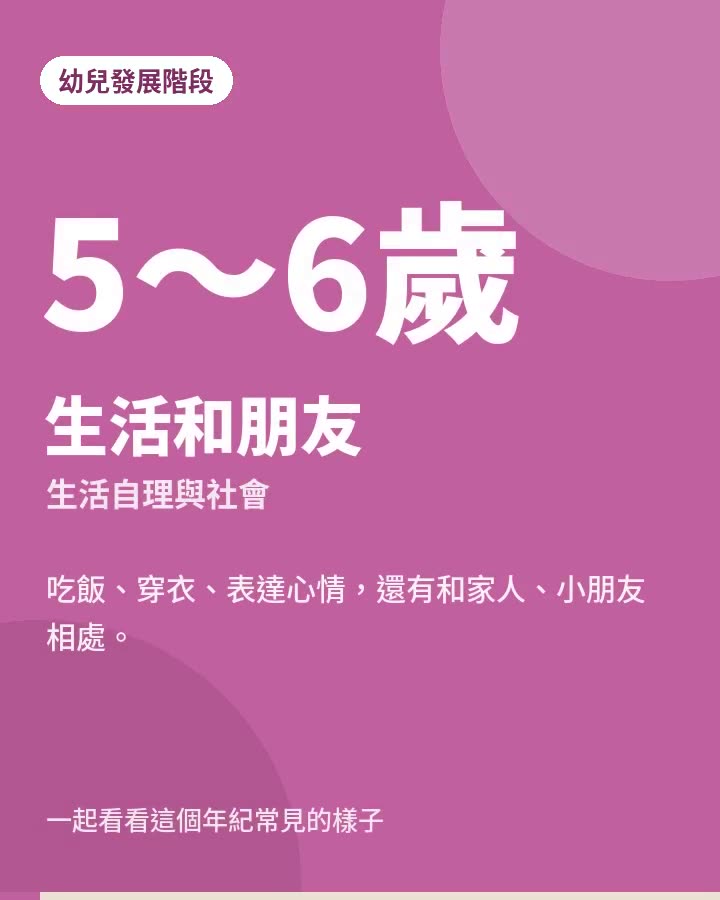 幼兒發展階段
5～6歲
生活和朋友
生活自理與社會
吃飯、穿衣、表達心情，還有和家人、小朋友
相處。
一起看看這個年紀常見的樣子